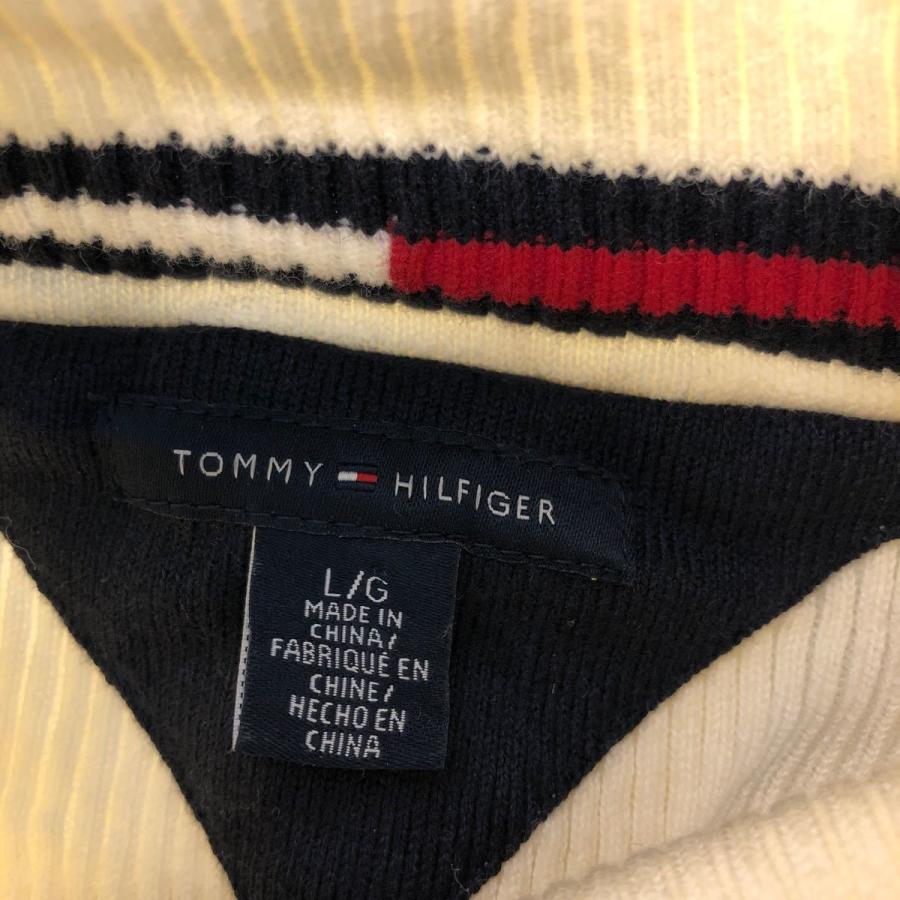 TOMMY HILFIGER
L/G
MADE IN
CHINA/
FABRIQUÉ EN
CHINE/
HECHO EN
CHINA